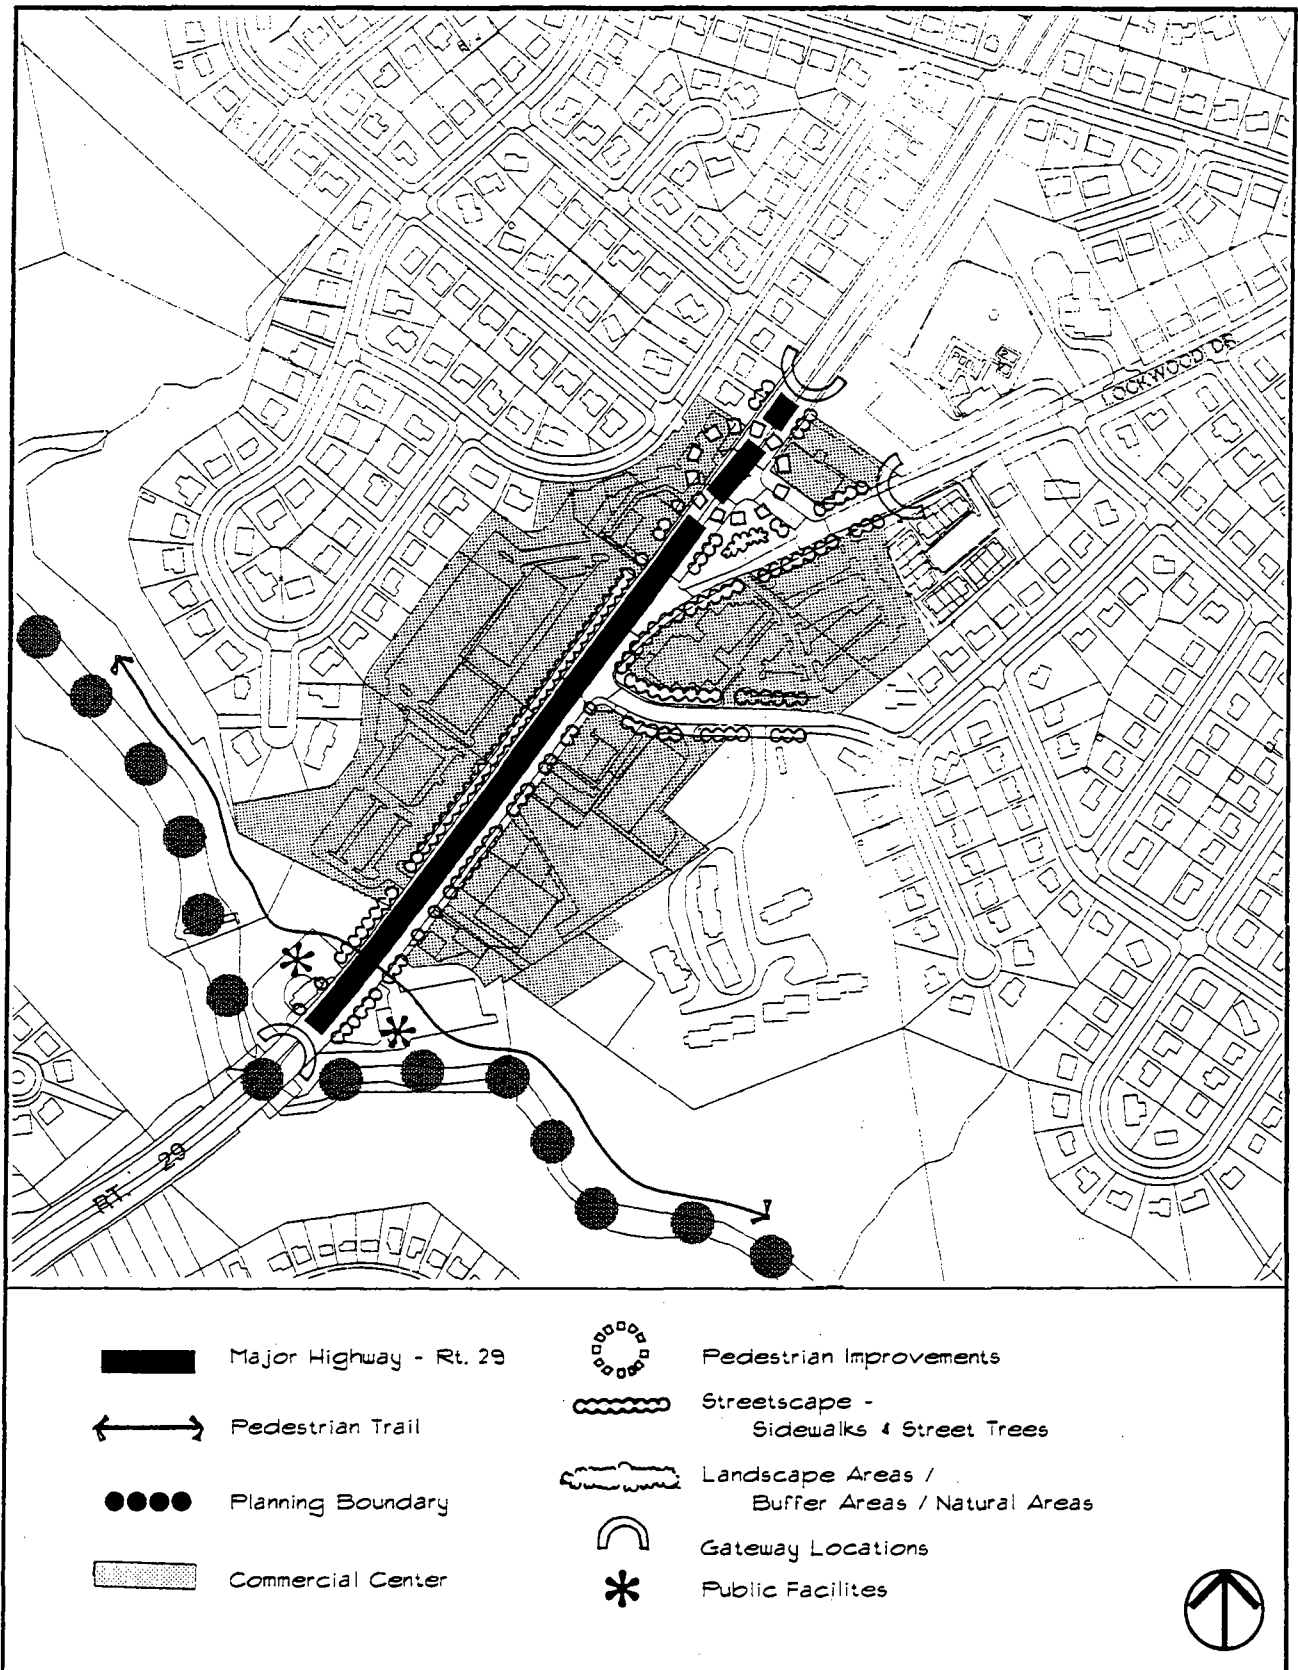 LOCKWOOD DR
RT. 29
Major Highway - Rt. 29
Pedestrian Trail
Planning Boundary
Commercial Center
Pedestrian Improvements
Streetscape -
Sidewalks & Street Trees
Landscape Areas /
Buffer Areas / Natural Areas
Gateway Locations
Public Facilites